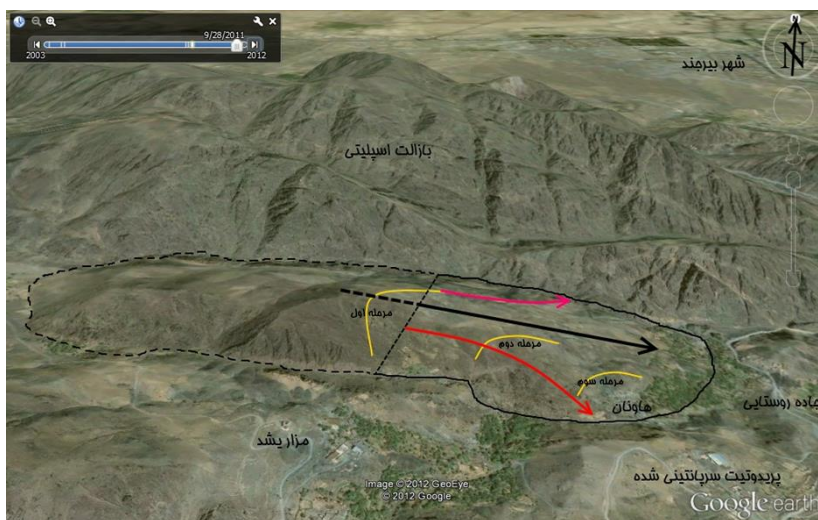 9/28/2011
2003
2012
N
شهر بیرجند
بازالت اسپلیتی
مرحله اول
مرحله دوم
مرحله سوم
هاونان
جاده روستایی
مزار یشد
پریدوتیت سرپانتینی شده
Image © 2012 GeoEye
© 2012 Google
Google earth